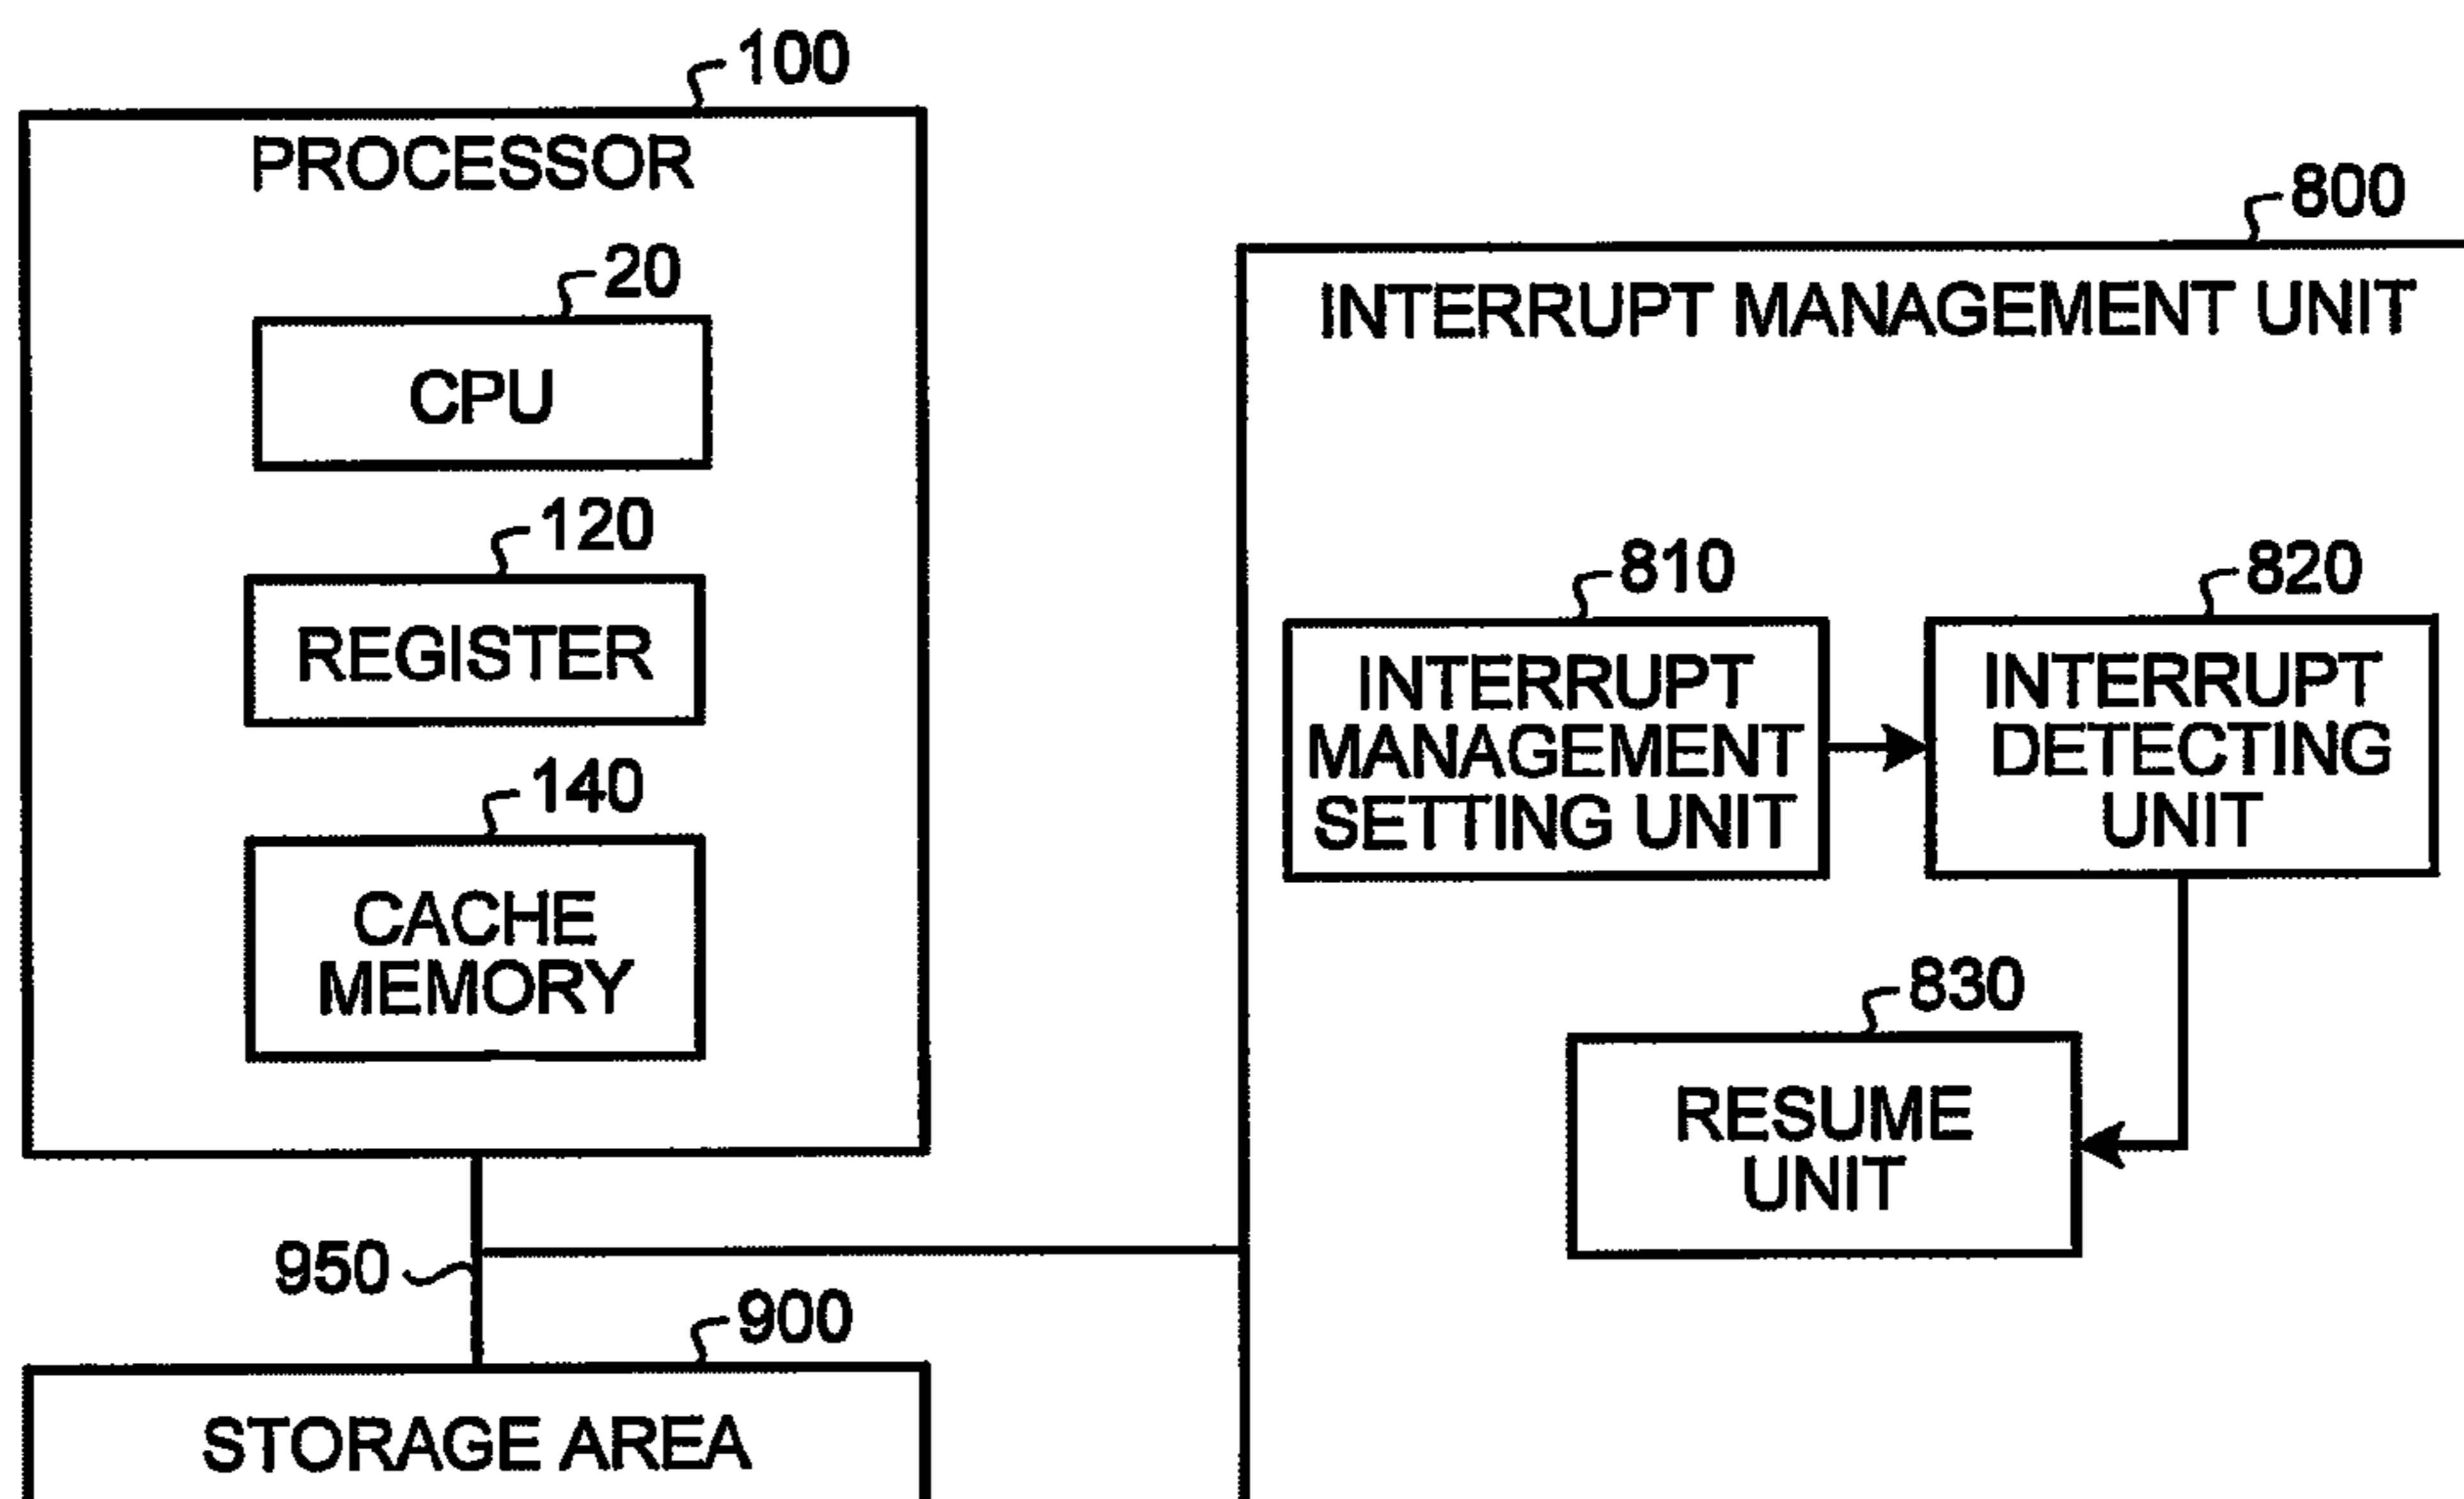 100
PROCESSOR
20
CPU
120
REGISTER
140
CACHE
MEMORY
950
900
STORAGE AREA
800
INTERRUPT MANAGEMENT UNIT
810
INTERRUPT
MANAGEMENT
SETTING UNIT
820
INTERRUPT
DETECTING
UNIT
830
RESUME
UNIT